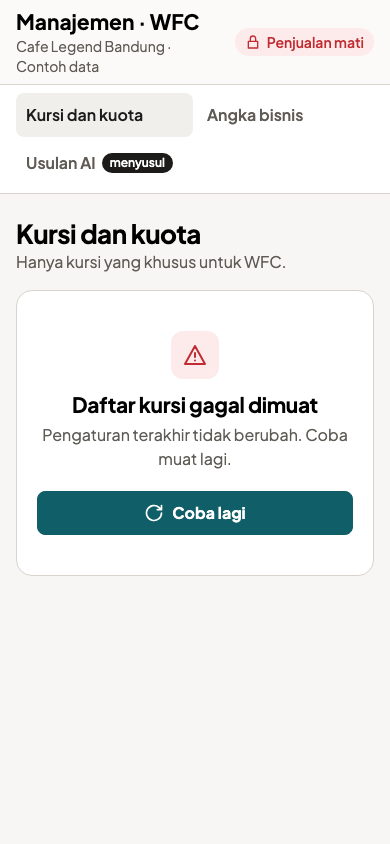 Manajemen · WFC
Cafe Legend Bandung ·
Contoh data
Penjualan mati
Kursi dan kuota
Angka bisnis
Usulan AI menyusul
Kursi dan kuota
Hanya kursi yang khusus untuk WFC.
Daftar kursi gagal dimuat
Pengaturan terakhir tidak berubah. Coba
muat lagi.
Coba lagi